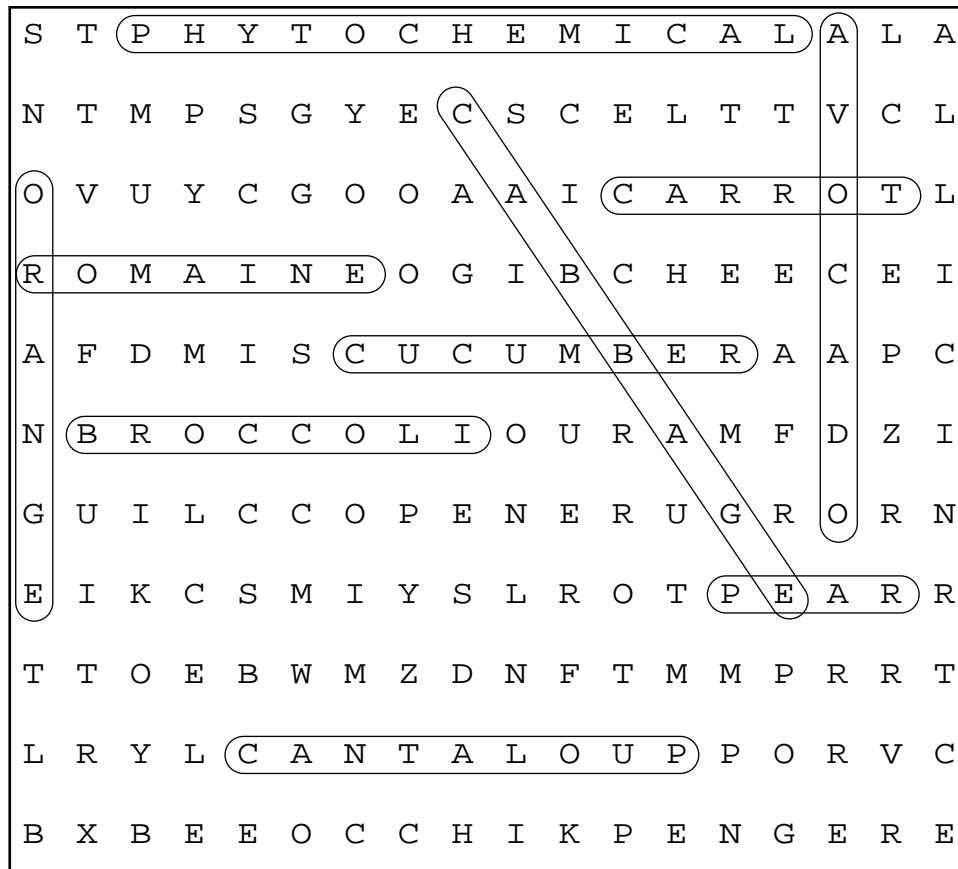 S T P H Y T O C H E M I C A L A L A
N T M P S G Y E C S C E L T T V C L
O V U Y C G O O A A I C A R R O T L
R O M A I N E O G I B C H E E C E I
A F D M I S C U C U M B E R A A P C
N B R O C C O L I O U R A M F D Z I
G U I L C C O P E N E R U G R O R N
E I K C S M I Y S L R O T P E A R R
T T O E B W M Z D N F T M M P R R T
L R Y L C A N T A L O U P P O R V C
B X B E E O C C H I K P E N G E R E